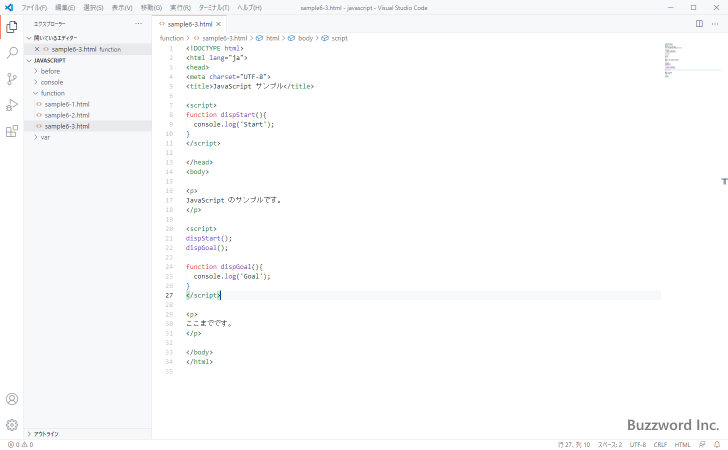 ファイル(F) 編集(E) 選択(S) 表示(V) 移動(G) 実行(R) ターミナル(T) ヘルプ(H) sample6-3.html - javascript - Visual Studio Code
エクスプローラー ···
開いているエディター
sample6-3.html function
JAVASCRIPT
before
console
function
sample6-1.html
sample6-2.html
sample6-3.html
var
アウトライン
sample6-3.html
function > sample6-3.html > html > body > script
1 <!DOCTYPE html>
2 <html lang="ja">
3 <head>
4 <meta charset="UTF-8">
5 <title>JavaScript サンプル</title>
6
7 <script>
8 function dispStart(){
9 console.log('Start');
10 }
11 </script>
12
13 </head>
14 <body>
15
16 <p>
17 JavaScript のサンプルです。
18 </p>
19
20 <script>
21 dispStart();
22 dispGoal();
23
24 function dispGoal(){
25 console.log('Goal');
26 }
27 </script>
28
29 <p>
30 ここまでです。
31 </p>
32
33 </body>
34 </html>
35
Buzzword Inc.
0 0 行 27、列 10 スペース: 2 UTF-8 CRLF HTML